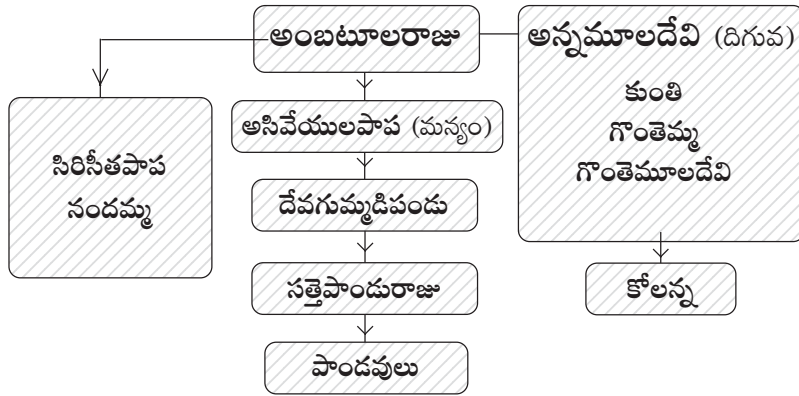 అంబటూలరాజు
అన్నమూలదేవి (దిగువ)
కుంతి
గొంతెమ్మ
గొంతెమూలదేవి
అసివేయులపాప (మన్యం)
సిరిసీతపాప
నందమ్మ
దేవగుమ్మడిపండు
సత్తెపాండురాజు
కోలన్న
పాండవులు